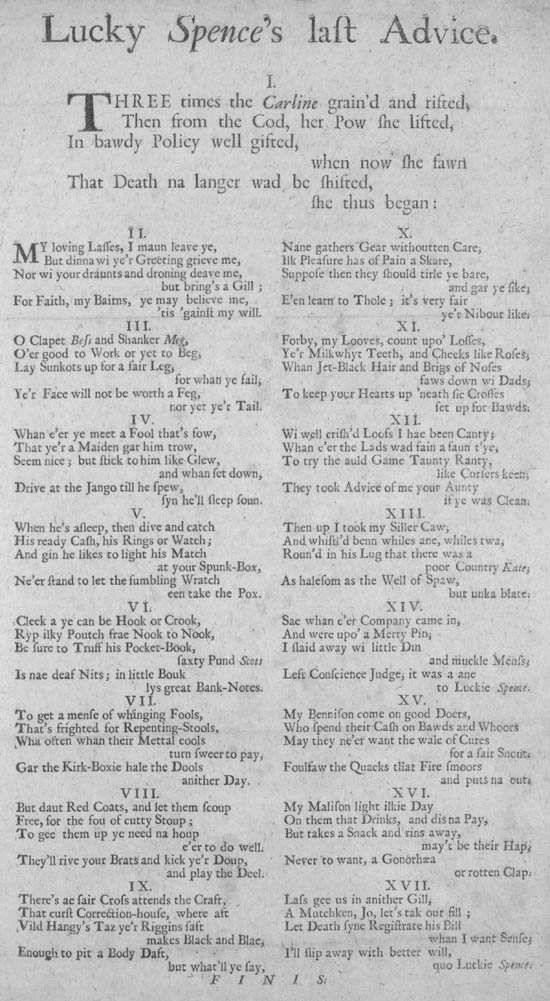 Lucky Spence's laſt Advice.
I.
THREE times the Carline grain'd and rifted,
Then from the Cod, her Pow ſhe lifted,
In bawdy Policy well gifted,
when now ſhe fawn
That Death na langer wad be ſhifted,
ſhe thus began:
II.
MY loving Laſſes, I maun leave ye,
But dinna wi ye'r Greeting grieve me,
Nor wi your draunts and droning deave me,
but bring's a Gill;
For Faith, my Bairns, ye may believe me,
'tis 'gainſt my will.
III.
O Clapet Beſs and Shanker Meg,
O'er good to Work or yet to Beg,
Lay Sunkots up for a ſair Leg,
for whan ye fail,
Ye'r Face will not be worth a Feg,
nor yet ye'r Tail.
IV.
Whan e'er ye meet a Fool that's fow,
That ye'r a Maiden gar him trow,
Seem nice; but ſtick to him like Glew,
and whan ſet down,
Drive at the Jango till he ſpew,
ſyn he'll ſleep ſoun.
V.
When he's aſleep, then dive and catch
His ready Caſh, his Rings or Watch;
And gin he likes to light his Match
at your Spunk-Box,
Ne'er ſtand to let the fumbling Wratch
een take the Pox.
VI.
Cleek a ye can be Hook or Crook,
Ryp ilky Poutch frae Nook to Nook,
Be ſure to Truff his Pocket-Book,
ſaxty Pund Scots
Is nae deaf Nits; in little Bouk
lys great Bank-Notes.
VII.
To get a menſe of whinging Fools,
That's frighted for Repenting-Stools,
Wha often whan their Mettal cools
turn ſweer to pay,
Gar the Kirk-Boxie hale the Dools
anither Day.
VIII.
But daut Red Coats, and let them ſcoup
Free, for the fou of cutty Stoup;
To gee them up ye need na houp
e'er to do well.
They'll rive your Brats and kick ye'r Doup,
and play the Deel.
IX.
There's ae ſair Croſs attends the Craft,
That curſt Correction-houſe, where aft
Vild Hangy's Taz ye'r Riggins ſaft
makes Black and Blae,
Enough to pit a Body Daft,
but what'll ye ſay,
X.
Nane gathers Gear withoutten Care,
Ilk Pleaſure has of Pain a Skare,
Suppoſe then they ſhould tirle ye bare,
and gar ye fike,
E'en learn to Thole; it's very fair
ye'r Nibour like.
XI.
Forby, my Looves, count upo' Loſſes,
Ye'r Milkwhyt Teeth, and Cheeks like Roſes,
Whan Jet-Black Hair and Brigs of Noſes
faws down wi Dads,
To keep your Hearts up 'neath ſic Croſſes
ſet up for Bawds.
XII.
Wi well criſh'd Looſs I hae been Canty;
Whan e'er the Lads wad fain a faun t'ye,
To try the auld Game Taunty Ranty,
like Curſers keen,
They took Advice of me your Aunty
if ye was Clean.
XIII.
Then up I took my Siller Caw,
And whiſtl'd benn whiles ane, whiles twa,
Roun'd in his Lug that there was a
poor Country Kate,
As haleſom as the Well of Spaw,
but unka blate.
XIV.
Sae whan e'er Company came in,
And were upo' a Merry Pin,
I ſlaid away wi little Din
and muckle Menſs,
Left Conſcience Judge, it was a ane
to Luckie Spence.
XV.
My Benniſon come on good Doers,
Who ſpend their Caſh on Bawds and Whoors
May they ne'er want the wale of Cures
for a ſair Snout,
Foulfaw the Quacks that Fire ſmoors
and puts na out.
XVI.
My Maliſon light ilkie Day
On them that Drinks, and dis na Pay,
But takes a Snack and rins away,
may't be their Hap,
Never to want, a Gonorhæa
or rotten Clap.
XVII.
Laſs gee us in anither Gill,
A Mutchken, Jo, let's tak our fill;
Let Death ſyne Regiſtrate his Bill
whan I want Senſe,
I'll ſlip away with better will,
quo Luckie Spence.
FINIS.